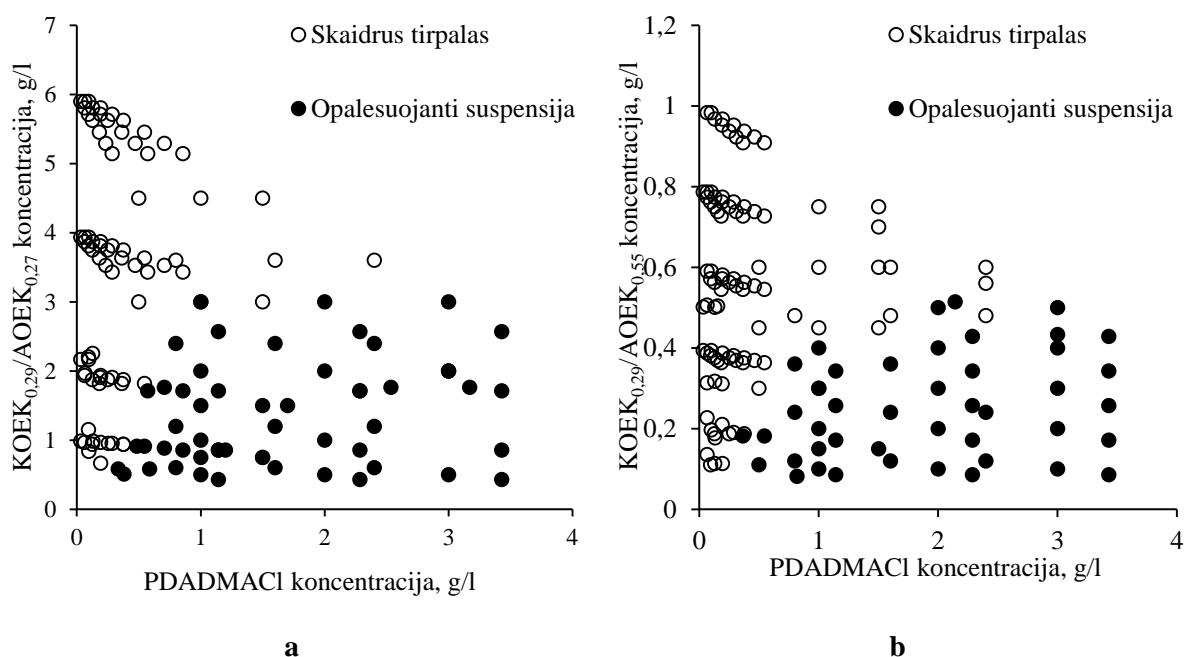 7
6
5
4
3
2
1
0
0
1
2
3
4
KOEK0,29/AOEK0,27 koncentracija, g/l
PDADMACl koncentracija, g/l
Skaidrus tirpalas
Opalesuojanti suspensija
a
1,2
1
0,8
0,6
0,4
0,2
0
0
1
2
3
4
KOEK0,29/AOEK0,55 koncentracija, g/l
PDADMACl koncentracija, g/l
Skaidrus tirpalas
Opalesuojanti suspensija
b